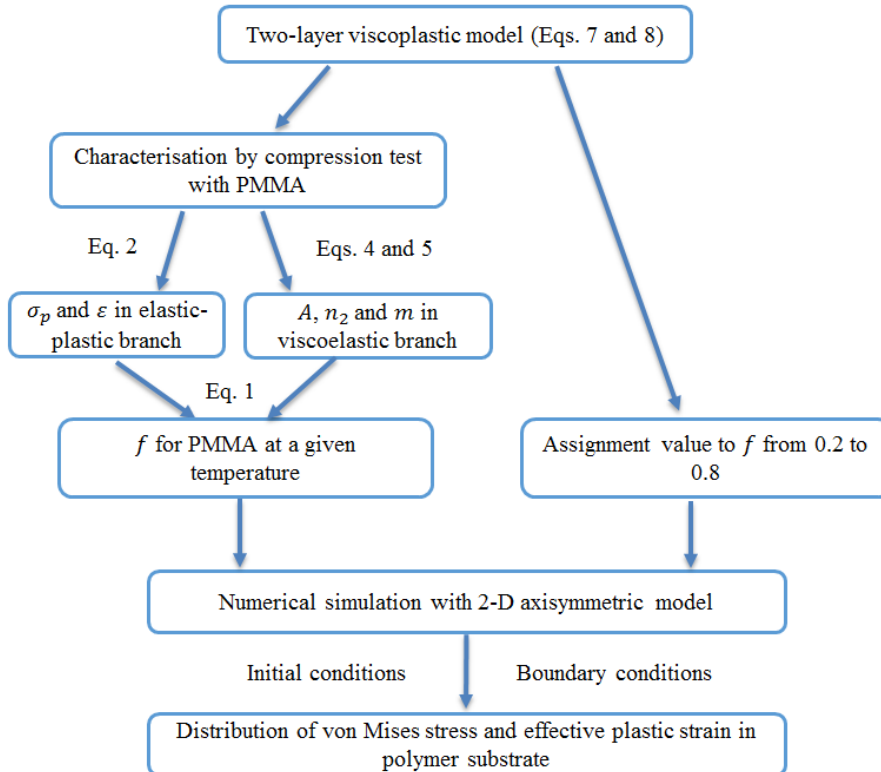 Two-layer viscoplastic model (Eqs. 7 and 8)
Characterisation by compression test
with PMMA
Eq. 2
Eqs. 4 and 5
σₚ and ε in elastic-
plastic branch
A, n₂ and m in
viscoelastic branch
Eq. 1
f for PMMA at a given
temperature
Assignment value to f from 0.2 to
0.8
Numerical simulation with 2-D axisymmetric model
Initial conditions
Boundary conditions
Distribution of von Mises stress and effective plastic strain in
polymer substrate